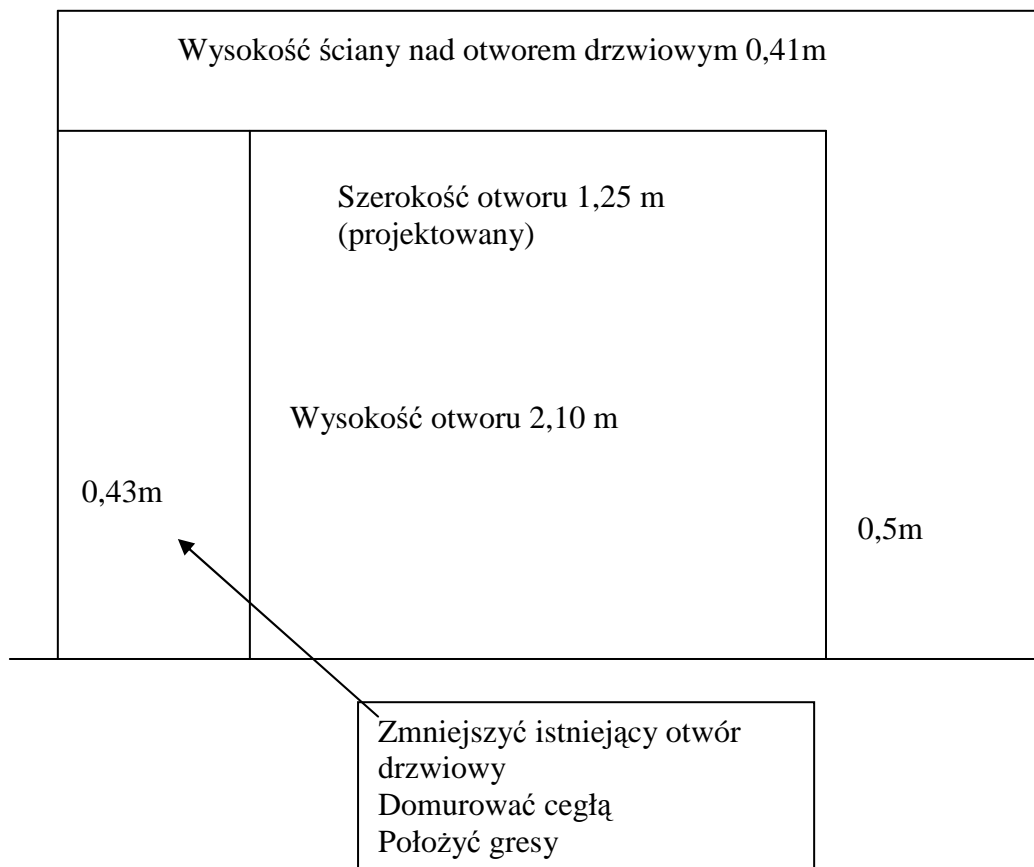 Wysokość ściany nad otworem drzwiowym 0,41m
Szerokość otworu 1,25 m
(projektowany)
Wysokość otworu 2,10 m
0,43m
0,5m
Zmniejszyć istniejący otwór
drzwiowy
Domurować cegłą
Położyć gresy